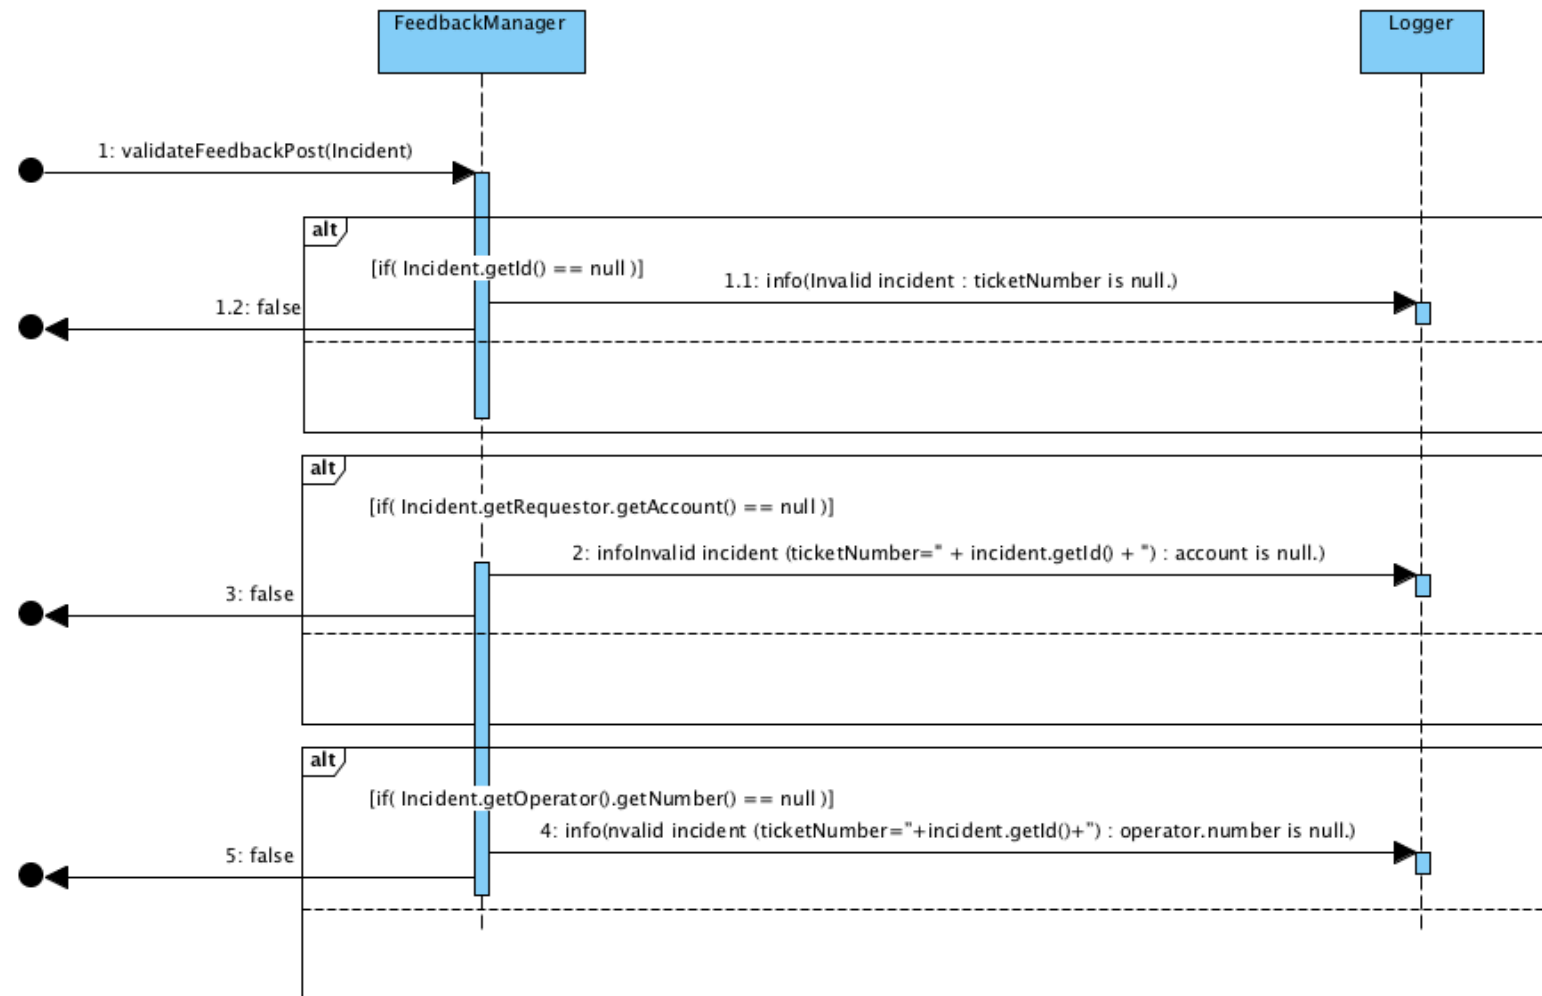 FeedbackManager
Logger
1: validateFeedbackPost(Incident)
alt
[if( Incident.getId() == null )]
1.1: info(Invalid incident : ticketNumber is null.)
1.2: false
alt
[if( Incident.getRequestor.getAccount() == null )]
2: infoInvalid incident (ticketNumber=" + incident.getId() + ") : account is null.)
3: false
alt
[if( Incident.getOperator().getNumber() == null )]
4: info(nvalid incident (ticketNumber="+incident.getId()+") : operator.number is null.)
5: false